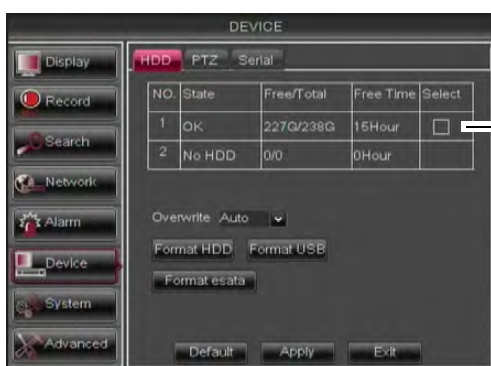 DEVICE
Display
Record
Search
Network
Alarm
Device
System
Advanced
HDD PTZ Serial
NO. State Free/Total Free Time Select
1 OK 227G/238G 15Hour
2 No HDD 0/0 0Hour
Overwrite Auto
Format HDD Format USB
Format esata
Default Apply Exit